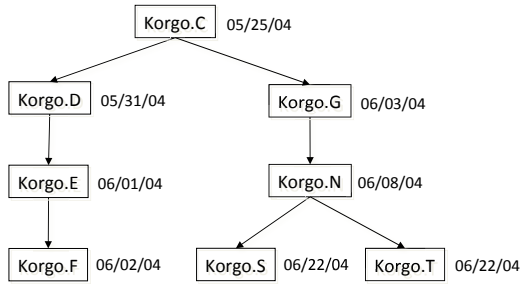 Korgo.C 05/25/04
Korgo.D 05/31/04 Korgo.G 06/03/04
Korgo.E 06/01/04 Korgo.N 06/08/04
Korgo.F 06/02/04 Korgo.S 06/22/04 Korgo.T 06/22/04